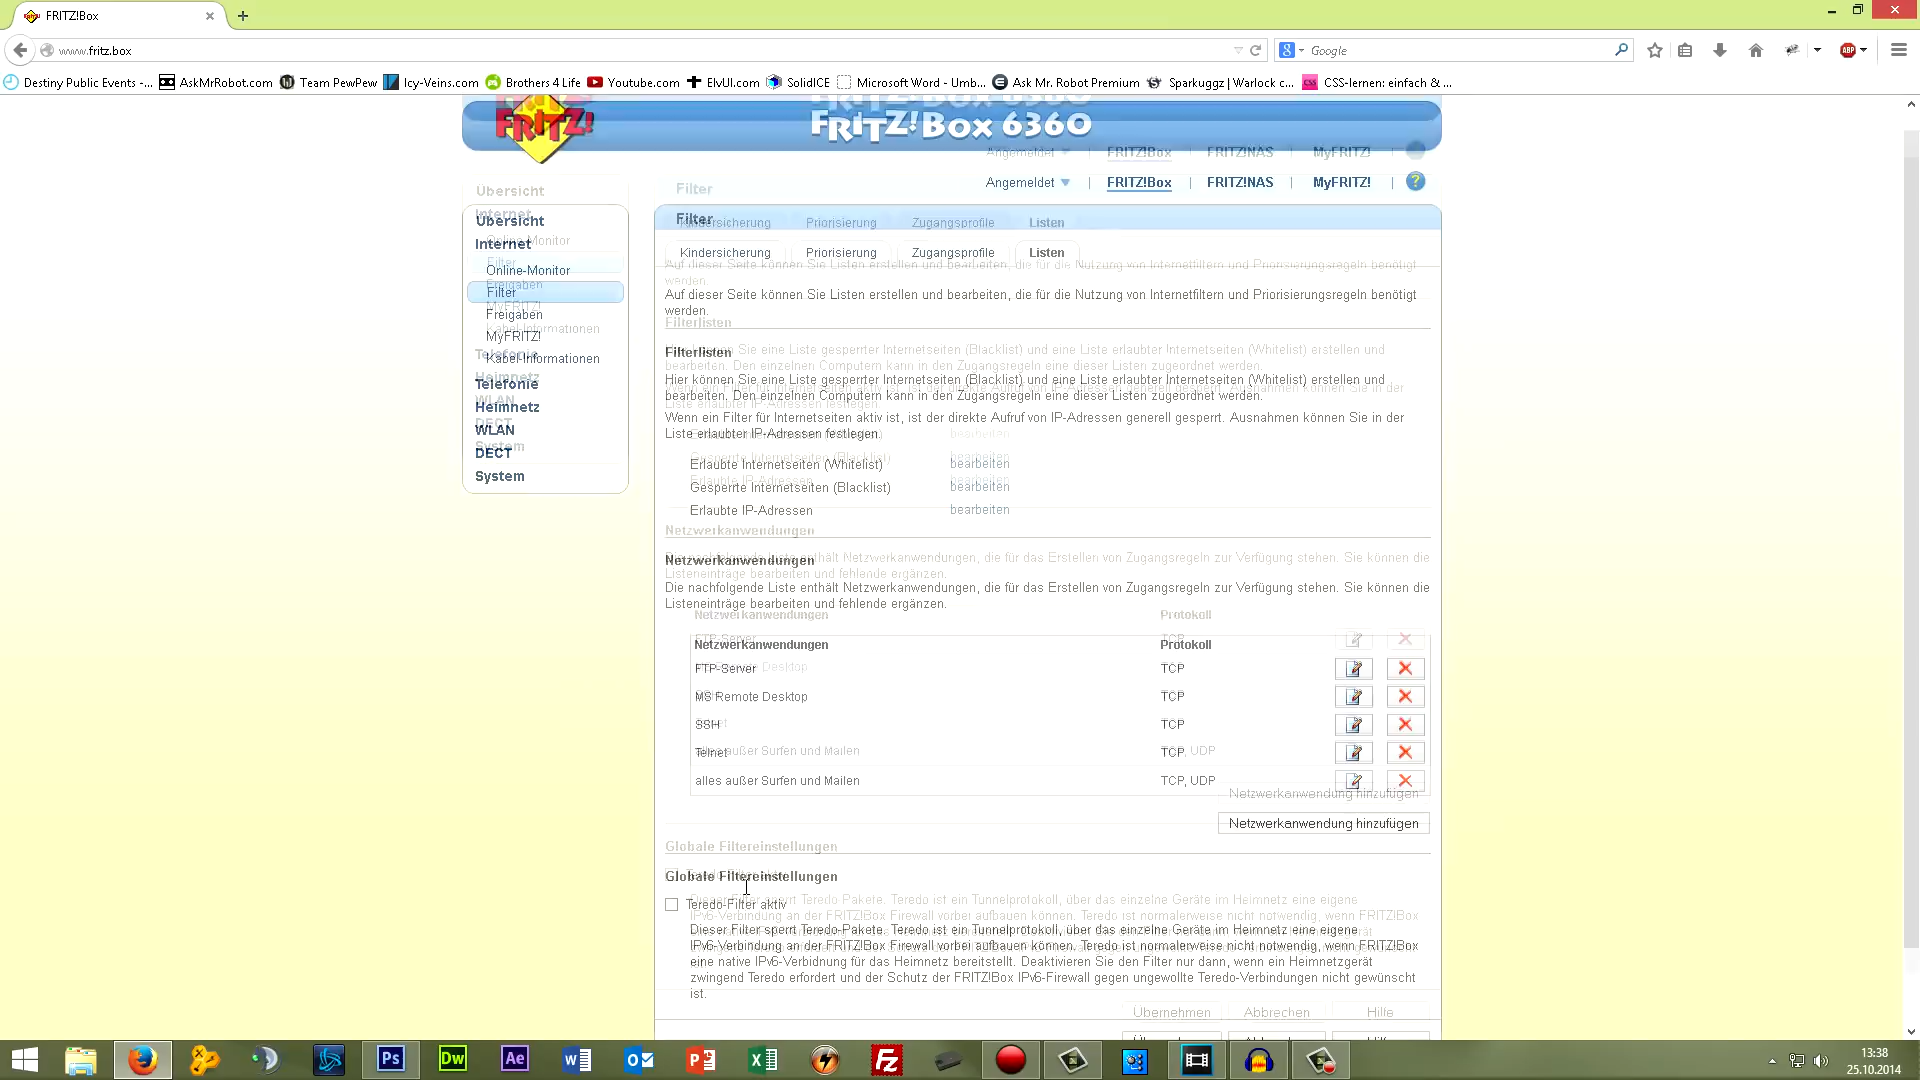 FRITZ!Box
www.fritz.box
Google
ABP
Destiny Public Events -...
AskMrRobot.com
Team PewPew
Icy-Veins.com
Brothers 4 Life
Youtube.com
ElvUI.com
SolidICE
Microsoft Word - Umb...
Ask Mr. Robot Premium
Sparkuggz | Warlock c...
CSS-lernen: einfach & ...
FRITZ!
FRITZ!Box 6360
Angemeldet
FRITZ!Box
FRITZ!NAS
MyFRITZ!
Übersicht
Internet
Online-Monitor
Filter
Freigaben
MyFRITZ!
Kabel-Informationen
Telefonie
Heimnetz
WLAN
DECT
System
Filter
Kindersicherung
Priorisierung
Zugangsprofile
Listen
Auf dieser Seite können Sie Listen erstellen und bearbeiten, die für die Nutzung von Internetfiltern und Priorisierungsregeln benötigt
werden.
Filterlisten
Hier können Sie eine Liste gesperrter Internetseiten (Blacklist) und eine Liste erlaubter Internetseiten (Whitelist) erstellen und
bearbeiten. Den einzelnen Computern kann in den Zugangsregeln eine dieser Listen zugeordnet werden.
Wenn ein Filter für Internetseiten aktiv ist, ist der direkte Aufruf von IP-Adressen generell gesperrt. Ausnahmen können Sie in der
Liste erlaubter IP-Adressen festlegen.
Erlaubte Internetseiten (Whitelist) bearbeiten
Gesperrte Internetseiten (Blacklist) bearbeiten
Erlaubte IP-Adressen bearbeiten
Netzwerkanwendungen
Die nachfolgende Liste enthält Netzwerkanwendungen, die für das Erstellen von Zugangsregeln zur Verfügung stehen. Sie können die
Listeneinträge bearbeiten und fehlende ergänzen.
Netzwerkanwendungen Protokoll
FTP-Server TCP
MS Remote Desktop TCP
SSH TCP
Telnet TCP
alles außer Surfen und Mailen TCP, UDP
Netzwerkanwendung hinzufügen
Globale Filtereinstellungen
Teredo-Filter aktiv
Dieser Filter sperrt Teredo-Pakete. Teredo ist ein Tunnelprotokoll, über das einzelne Geräte im Heimnetz eine eigene
IPv6-Verbindung an der FRITZ!Box Firewall vorbei aufbauen können. Teredo ist normalerweise nicht notwendig, wenn FRITZ!Box
eine native IPv6-Verbidnung für das Heimnetz bereitstellt. Deaktivieren Sie den Filter nur dann, wenn ein Heimnetzgerät
zwingend Teredo erfordert und der Schutz der FRITZ!Box IPv6-Firewall gegen ungewollte Teredo-Verbindungen nicht gewünscht
ist.
Übernehmen
Abbrechen
Hilfe
Ps
Dw
Ae
13:38
25.10.2014